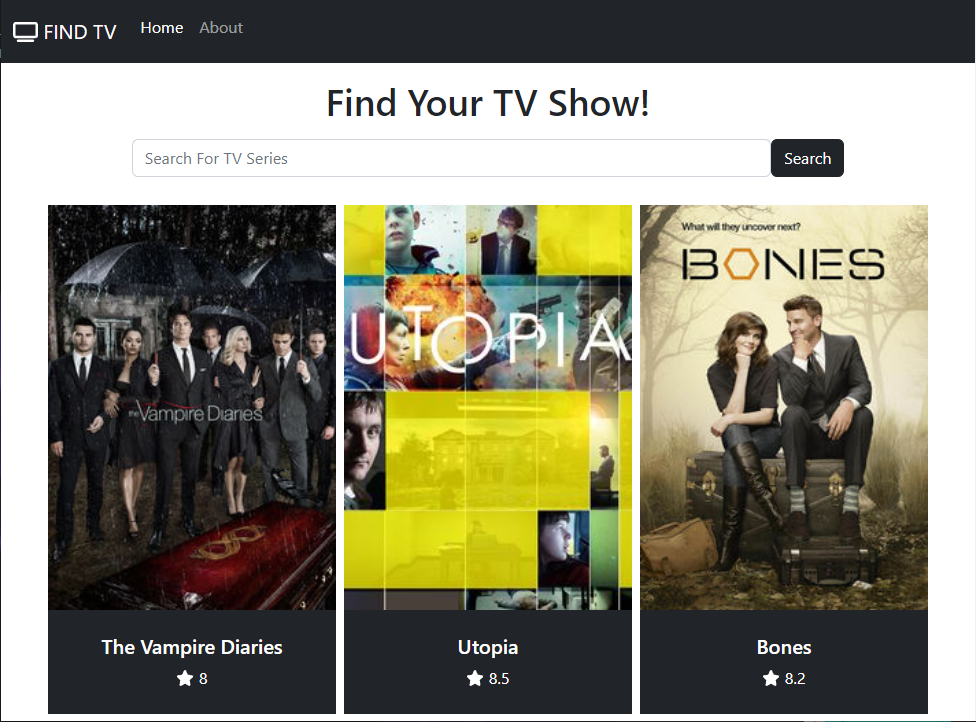 FIND TV Home About
Find Your TV Show!
Search For TV Series Search
the Vampire Diaries
UTOPIA
What will they uncover next?
BONES
The Vampire Diaries
8
Utopia
8.5
Bones
8.2